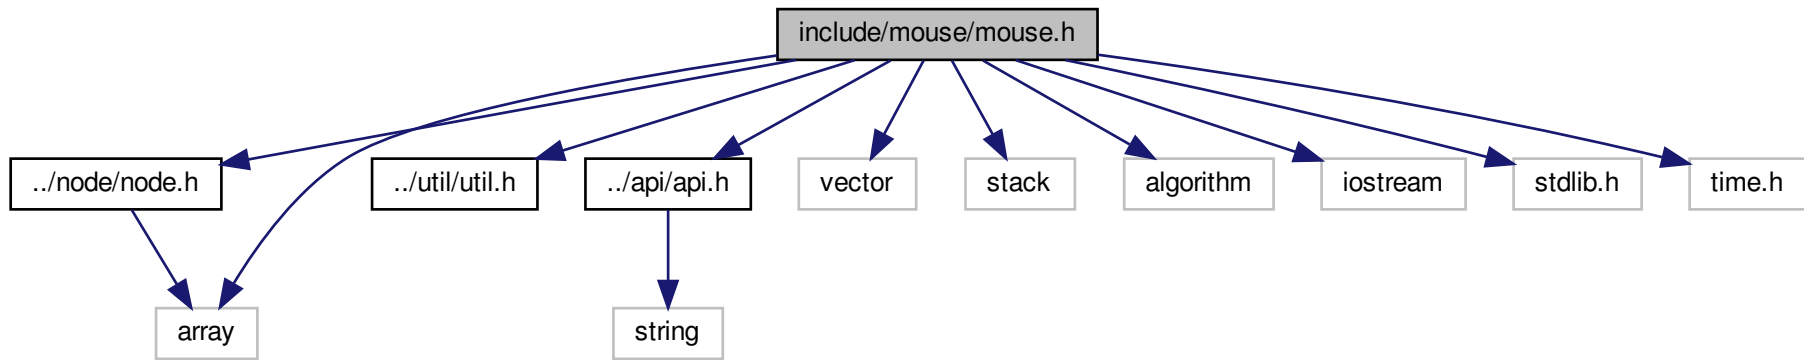 include/mouse/mouse.h
../node/node.h
../util/util.h
../api/api.h
vector
stack
algorithm
iostream
stdlib.h
time.h
array
string